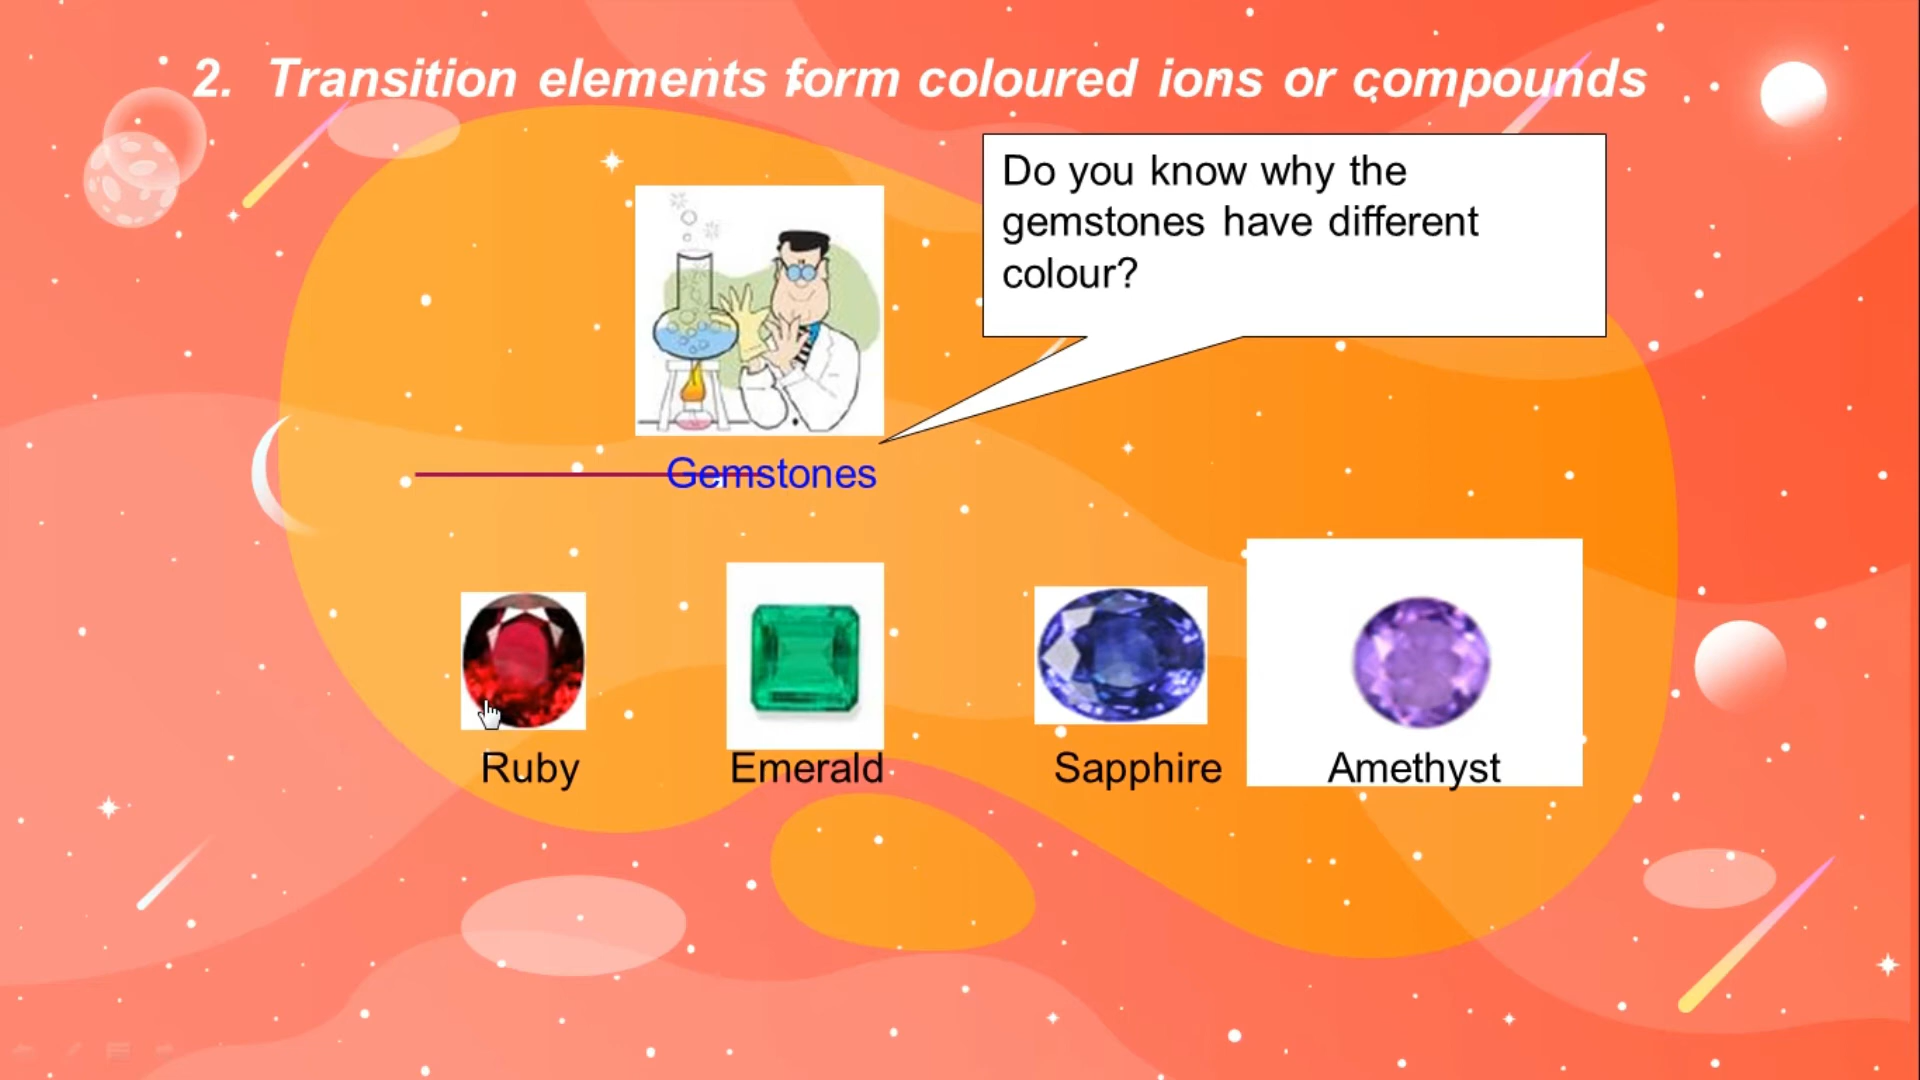 2. Transition elements form coloured ions or compounds
Do you know why the
gemstones have different
colour?
Gemstones
Ruby
Emerald
Sapphire
Amethyst